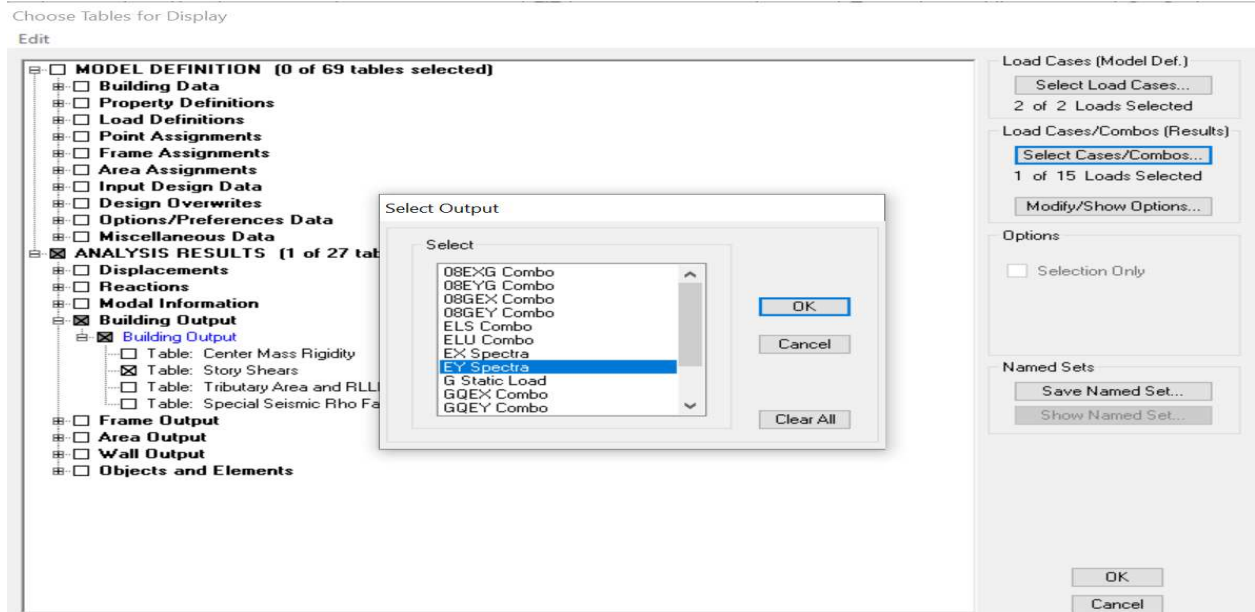 Choose Tables for Display
Edit
MODEL DEFINITION (0 of 69 tables selected)
Building Data
Property Definitions
Load Definitions
Point Assignments
Frame Assignments
Area Assignments
Input Design Data
Design Overwrites
Options/Preferences Data
Miscellaneous Data
ANALYSIS RESULTS (1 of 27 tab
Displacements
Reactions
Modal Information
Building Output
Building Output
Table: Center Mass Rigidity
Table: Story Shears
Table: Tributary Area and RLL
Table: Special Seismic Rho Fa
Frame Output
Area Output
Wall Output
Objects and Elements
Select Output
Select
08EXG Combo
08EYG Combo
08GEX Combo
08GEY Combo
ELS Combo
ELU Combo
EX Spectra
EY Spectra
G Static Load
GQEX Combo
GQEY Combo
OK
Cancel
Clear All
Load Cases (Model Def.)
Select Load Cases...
2 of 2 Loads Selected
Load Cases/Combos (Results)
Select Cases/Combos...
1 of 15 Loads Selected
Modify/Show Options...
Options
Selection Only
Named Sets
Save Named Set...
Show Named Set...
OK
Cancel